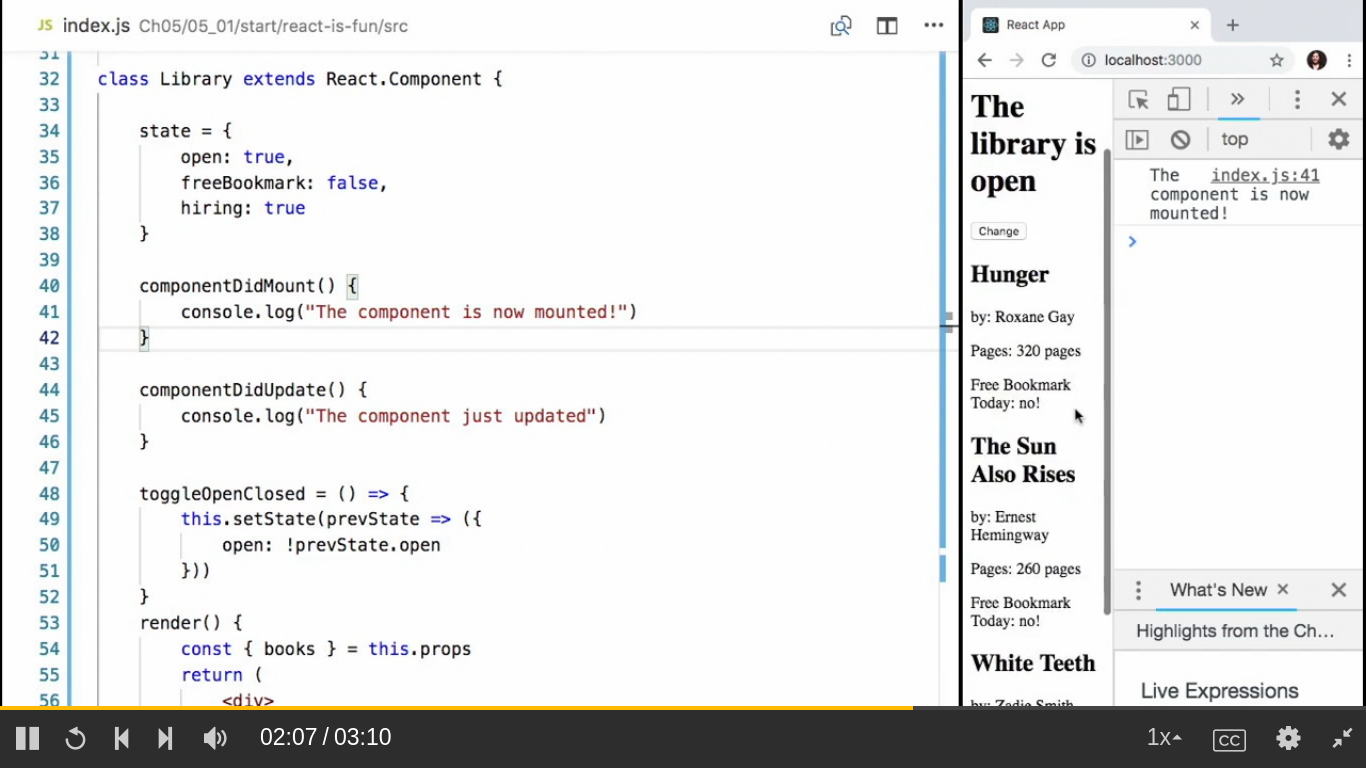 JS index.js Ch05/05_01/start/react-is-fun/src
31
32 class Library extends React.Component {
33
34 state = {
35 open: true,
36 freeBookmark: false,
37 hiring: true
38 }
39
40 componentDidMount() {
41 console.log("The component is now mounted!")
42 }
43
44 componentDidUpdate() {
45 console.log("The component just updated")
46 }
47
48 toggleOpenClosed = () => {
49 this.setState(prevState => ({
50 open: !prevState.open
51 }))
52 }
53 render() {
54 const { books } = this.props
55 return (
56 <div>
React App
localhost:3000
The
library is
open
Change
Hunger
by: Roxane Gay
Pages: 320 pages
Free Bookmark
Today: no!
The Sun
Also Rises
by: Ernest
Hemingway
Pages: 260 pages
Free Bookmark
Today: no!
White Teeth
by: Zadie Smith
top
The index.js:41
component is now
mounted!
What's New
Highlights from the Ch...
Live Expressions
02:07 / 03:10
1x
CC